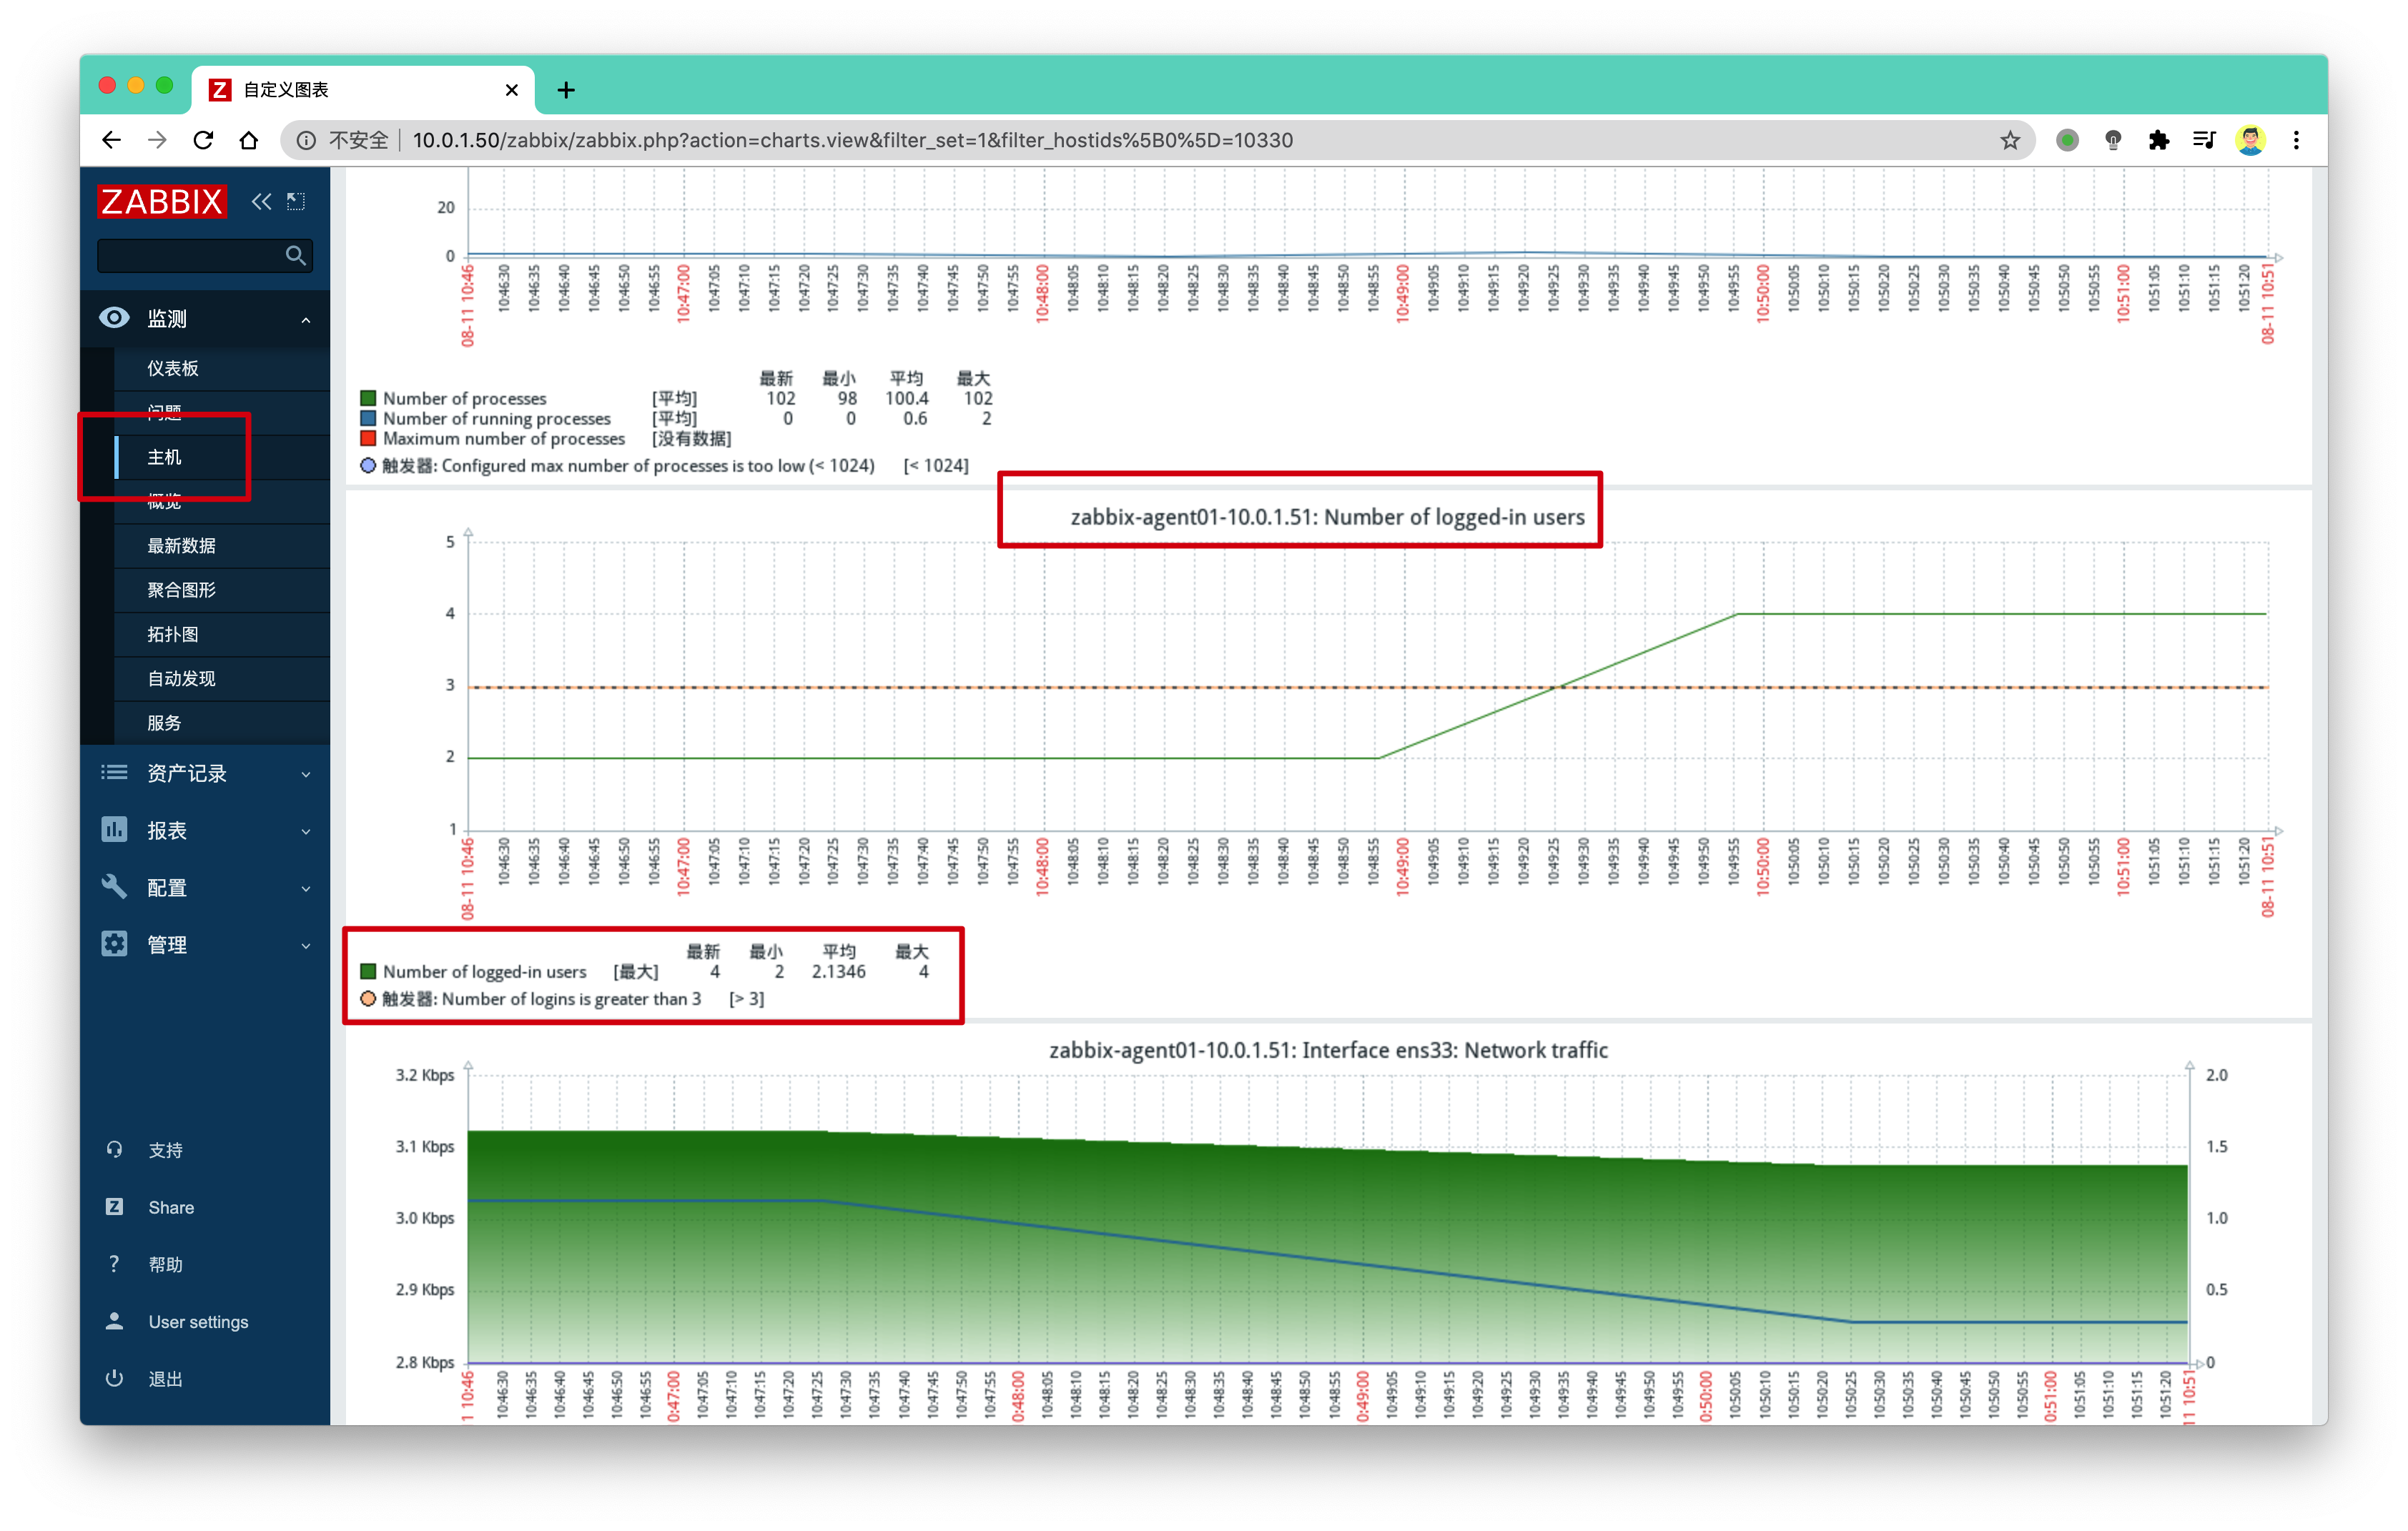 自定义图表
不安全 10.0.1.50/zabbix/zabbix.php?action=charts.view&filter_set=1&filter_hostids%5B0%5D=10330
ZABBIX
监测
仪表板
问题
主机
概览
最新数据
聚合图形
拓扑图
自动发现
服务
资产记录
报表
配置
管理
支持
Share
帮助
User settings
退出
20
0
08-11 10:46 10:46:30 10:46:35 10:46:40 10:46:45 10:46:50 10:46:55 10:47:00 10:47:05 10:47:10 10:47:15 10:47:20 10:47:25 10:47:30 10:47:35 10:47:40 10:47:45 10:47:50 10:47:55 10:48:00 10:48:05 10:48:10 10:48:15 10:48:20 10:48:25 10:48:30 10:48:35 10:48:40 10:48:45 10:48:50 10:48:55 10:49:00 10:49:05 10:49:10 10:49:15 10:49:20 10:49:25 10:49:30 10:49:35 10:49:40 10:49:45 10:49:50 10:49:55 10:50:00 10:50:05 10:50:10 10:50:15 10:50:20 10:50:25 10:50:30 10:50:35 10:50:40 10:50:45 10:50:50 10:50:55 10:51:00 10:51:05 10:51:10 10:51:15 10:51:20 08-11 10:51
最新 最小 平均 最大
Number of processes [平均] 102 98 100.4 102
Number of running processes [平均] 0 0 0.6 2
Maximum number of processes [没有数据]
触发器: Configured max number of processes is too low (< 1024) [< 1024]
zabbix-agent01-10.0.1.51: Number of logged-in users
5
4
3
2
1
08-11 10:46 10:46:30 10:46:35 10:46:40 10:46:45 10:46:50 10:46:55 10:47:00 10:47:05 10:47:10 10:47:15 10:47:20 10:47:25 10:47:30 10:47:35 10:47:40 10:47:45 10:47:50 10:47:55 10:48:00 10:48:05 10:48:10 10:48:15 10:48:20 10:48:25 10:48:30 10:48:35 10:48:40 10:48:45 10:48:50 10:48:55 10:49:00 10:49:05 10:49:10 10:49:15 10:49:20 10:49:25 10:49:30 10:49:35 10:49:40 10:49:45 10:49:50 10:49:55 10:50:00 10:50:05 10:50:10 10:50:15 10:50:20 10:50:25 10:50:30 10:50:35 10:50:40 10:50:45 10:50:50 10:50:55 10:51:00 10:51:05 10:51:10 10:51:15 10:51:20 08-11 10:51
最新 最小 平均 最大
Number of logged-in users [最大] 4 2 2.1346 4
触发器: Number of logins is greater than 3 [> 3]
zabbix-agent01-10.0.1.51: Interface ens33: Network traffic
3.2 Kbps 2.0
3.1 Kbps 1.5
3.0 Kbps 1.0
2.9 Kbps 0.5
2.8 Kbps 0
1 10:46 10:46:30 10:46:35 10:46:40 10:46:45 10:46:50 10:46:55 0:47:00 10:47:05 10:47:10 10:47:15 10:47:20 10:47:25 10:47:30 10:47:35 10:47:40 10:47:45 10:47:50 10:47:55 0:48:00 10:48:05 10:48:10 10:48:15 10:48:20 10:48:25 10:48:30 10:48:35 10:48:40 10:48:45 10:48:50 10:48:55 0:49:00 10:49:05 10:49:10 10:49:15 10:49:20 10:49:25 10:49:30 10:49:35 10:49:40 10:49:45 10:49:50 10:49:55 0:50:00 10:50:05 10:50:10 10:50:15 10:50:20 10:50:25 10:50:30 10:50:35 10:50:40 10:50:45 10:50:50 10:50:55 0:51:00 10:51:05 10:51:10 10:51:15 10:51:20 11 10:51